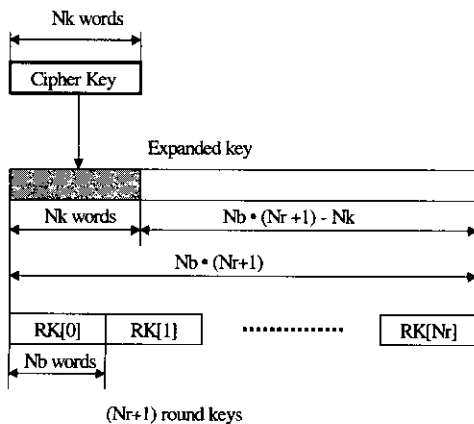 Nk words
Cipher Key
Expanded key
Nk words
Nb • (Nr +1) - Nk
Nb • (Nr+1)
RK[0]
RK[1]
RK[Nr]
Nb words
(Nr+1) round keys